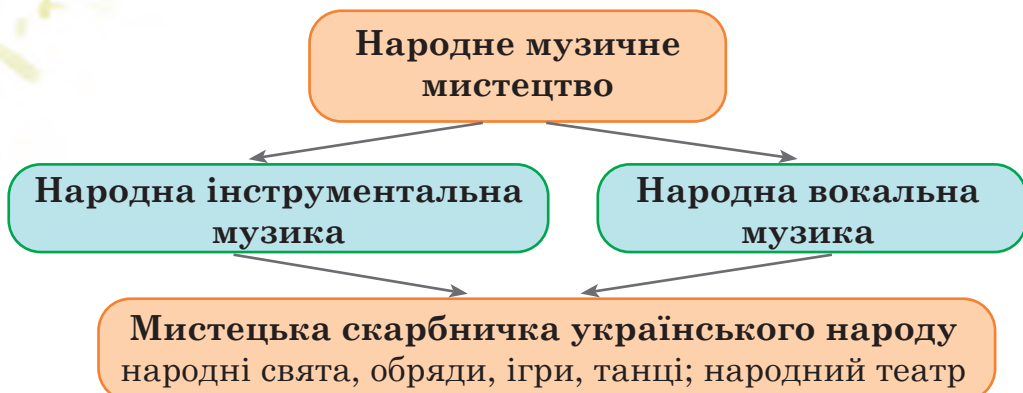 Народне музичне
мистецтво
Народна інструментальна
музика
Народна вокальна
музика
Мистецька скарбничка українського народу
народні свята, обряди, ігри, танці; народний театр